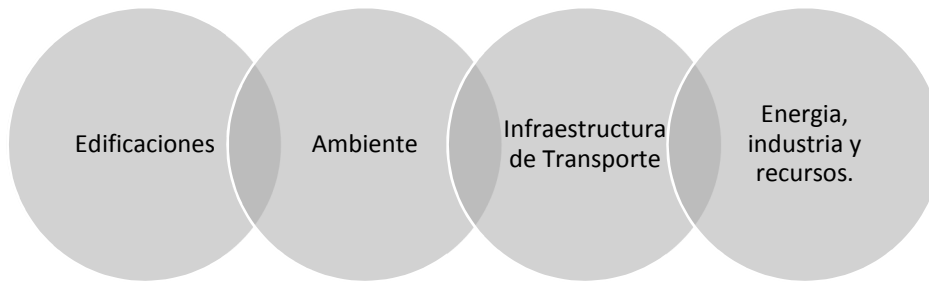 Edificaciones
Ambiente
Infraestructura
de Transporte
Energia,
industria y
recursos.